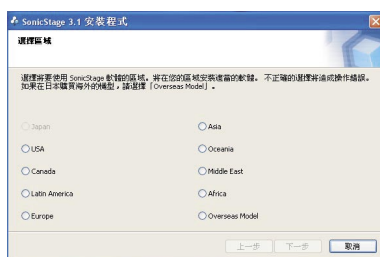 SonicStage 3.1 安裝程式
選擇區域
選擇將要使用 SonicStage 軟體的區域。將在您的區域安裝適當的軟體。 不正確的選擇將造成操作錯誤。
如果在日本購買海外的機型，請選擇「Overseas Model」。
Japan
Asia
USA
Oceania
Canada
Middle East
Latin America
Africa
Europe
Overseas Model
上一步
下一步
取消